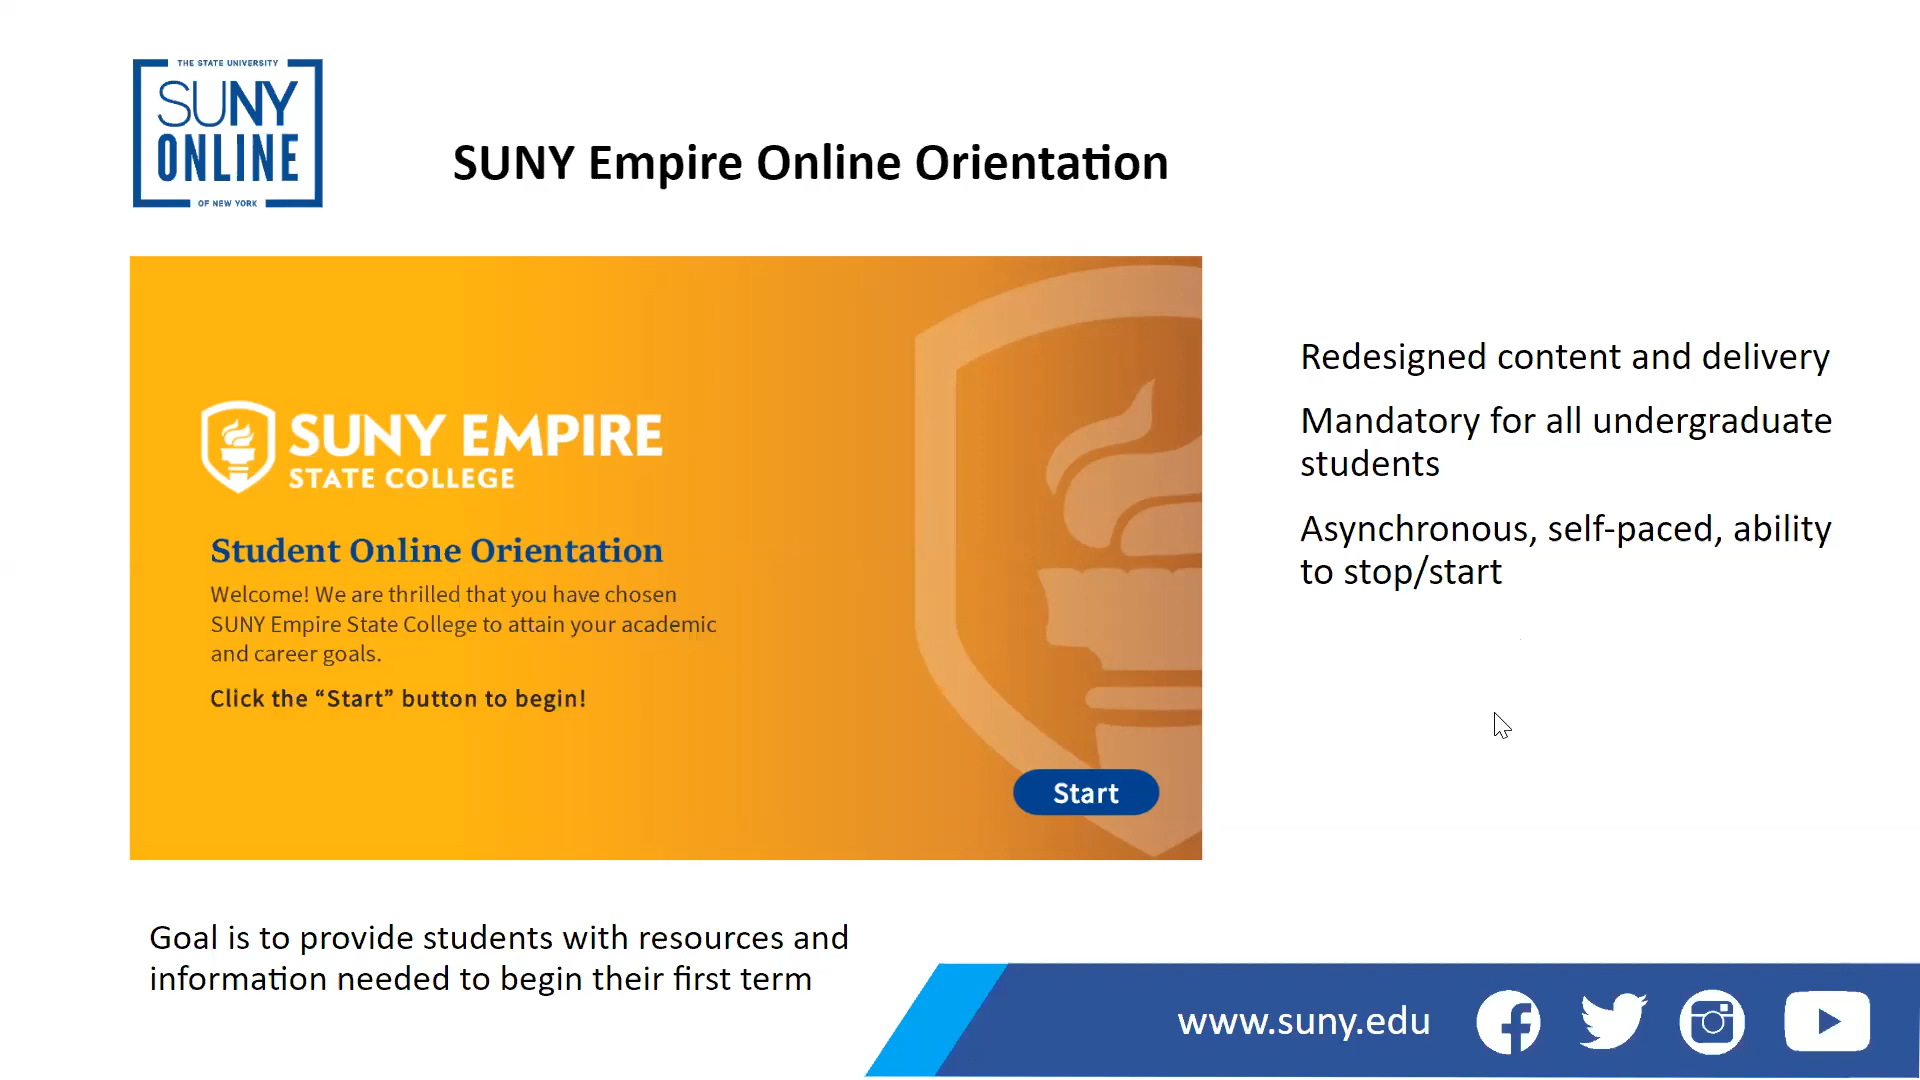 THE STATE UNIVERSITY
SUNY
ONLINE
OF NEW YORK
SUNY Empire Online Orientation
SUNY EMPIRE
STATE COLLEGE
Student Online Orientation
Welcome! We are thrilled that you have chosen
SUNY Empire State College to attain your academic
and career goals.
Click the “Start” button to begin!
Start
Redesigned content and delivery
Mandatory for all undergraduate
students
Asynchronous, self-paced, ability
to stop/start
Goal is to provide students with resources and
information needed to begin their first term
www.suny.edu